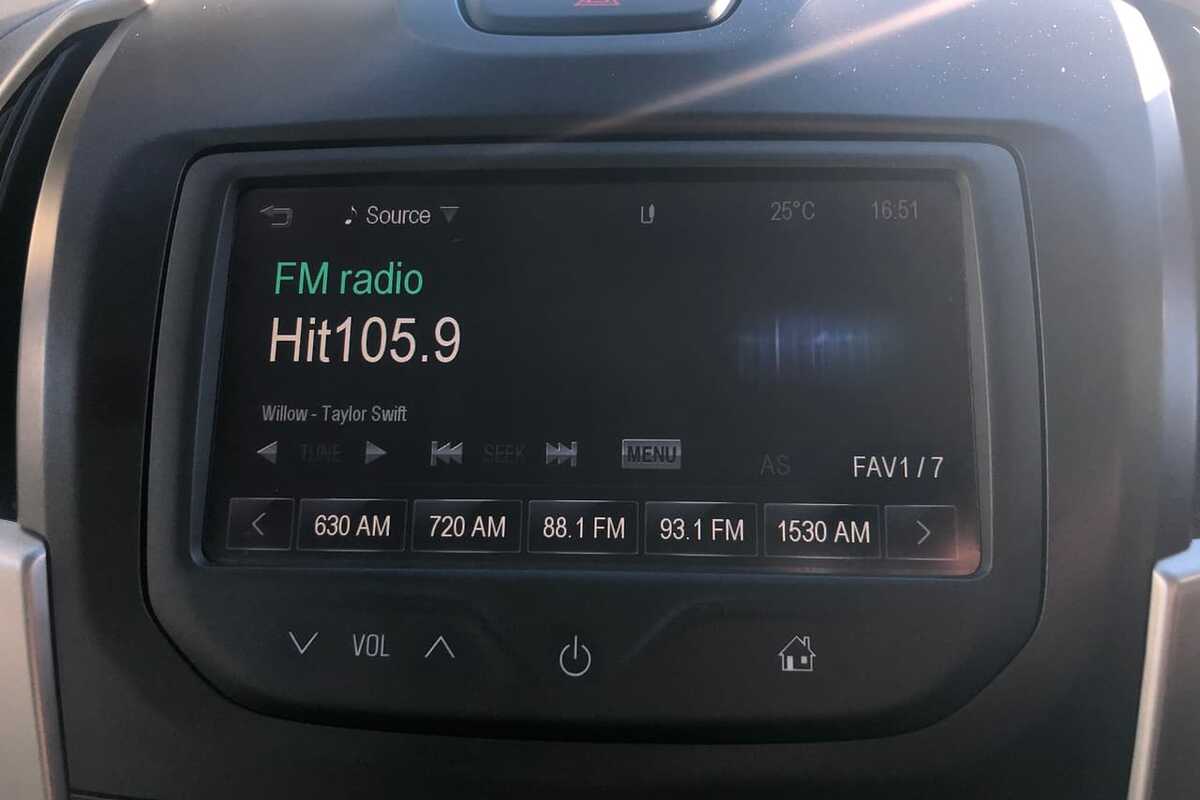 Source 25°C 16:51
FM radio
Hit105.9
Willow - Taylor Swift
TUNE SEEK MENU AS FAV1 / 7
630 AM 720 AM 88.1 FM 93.1 FM 1530 AM
VOL